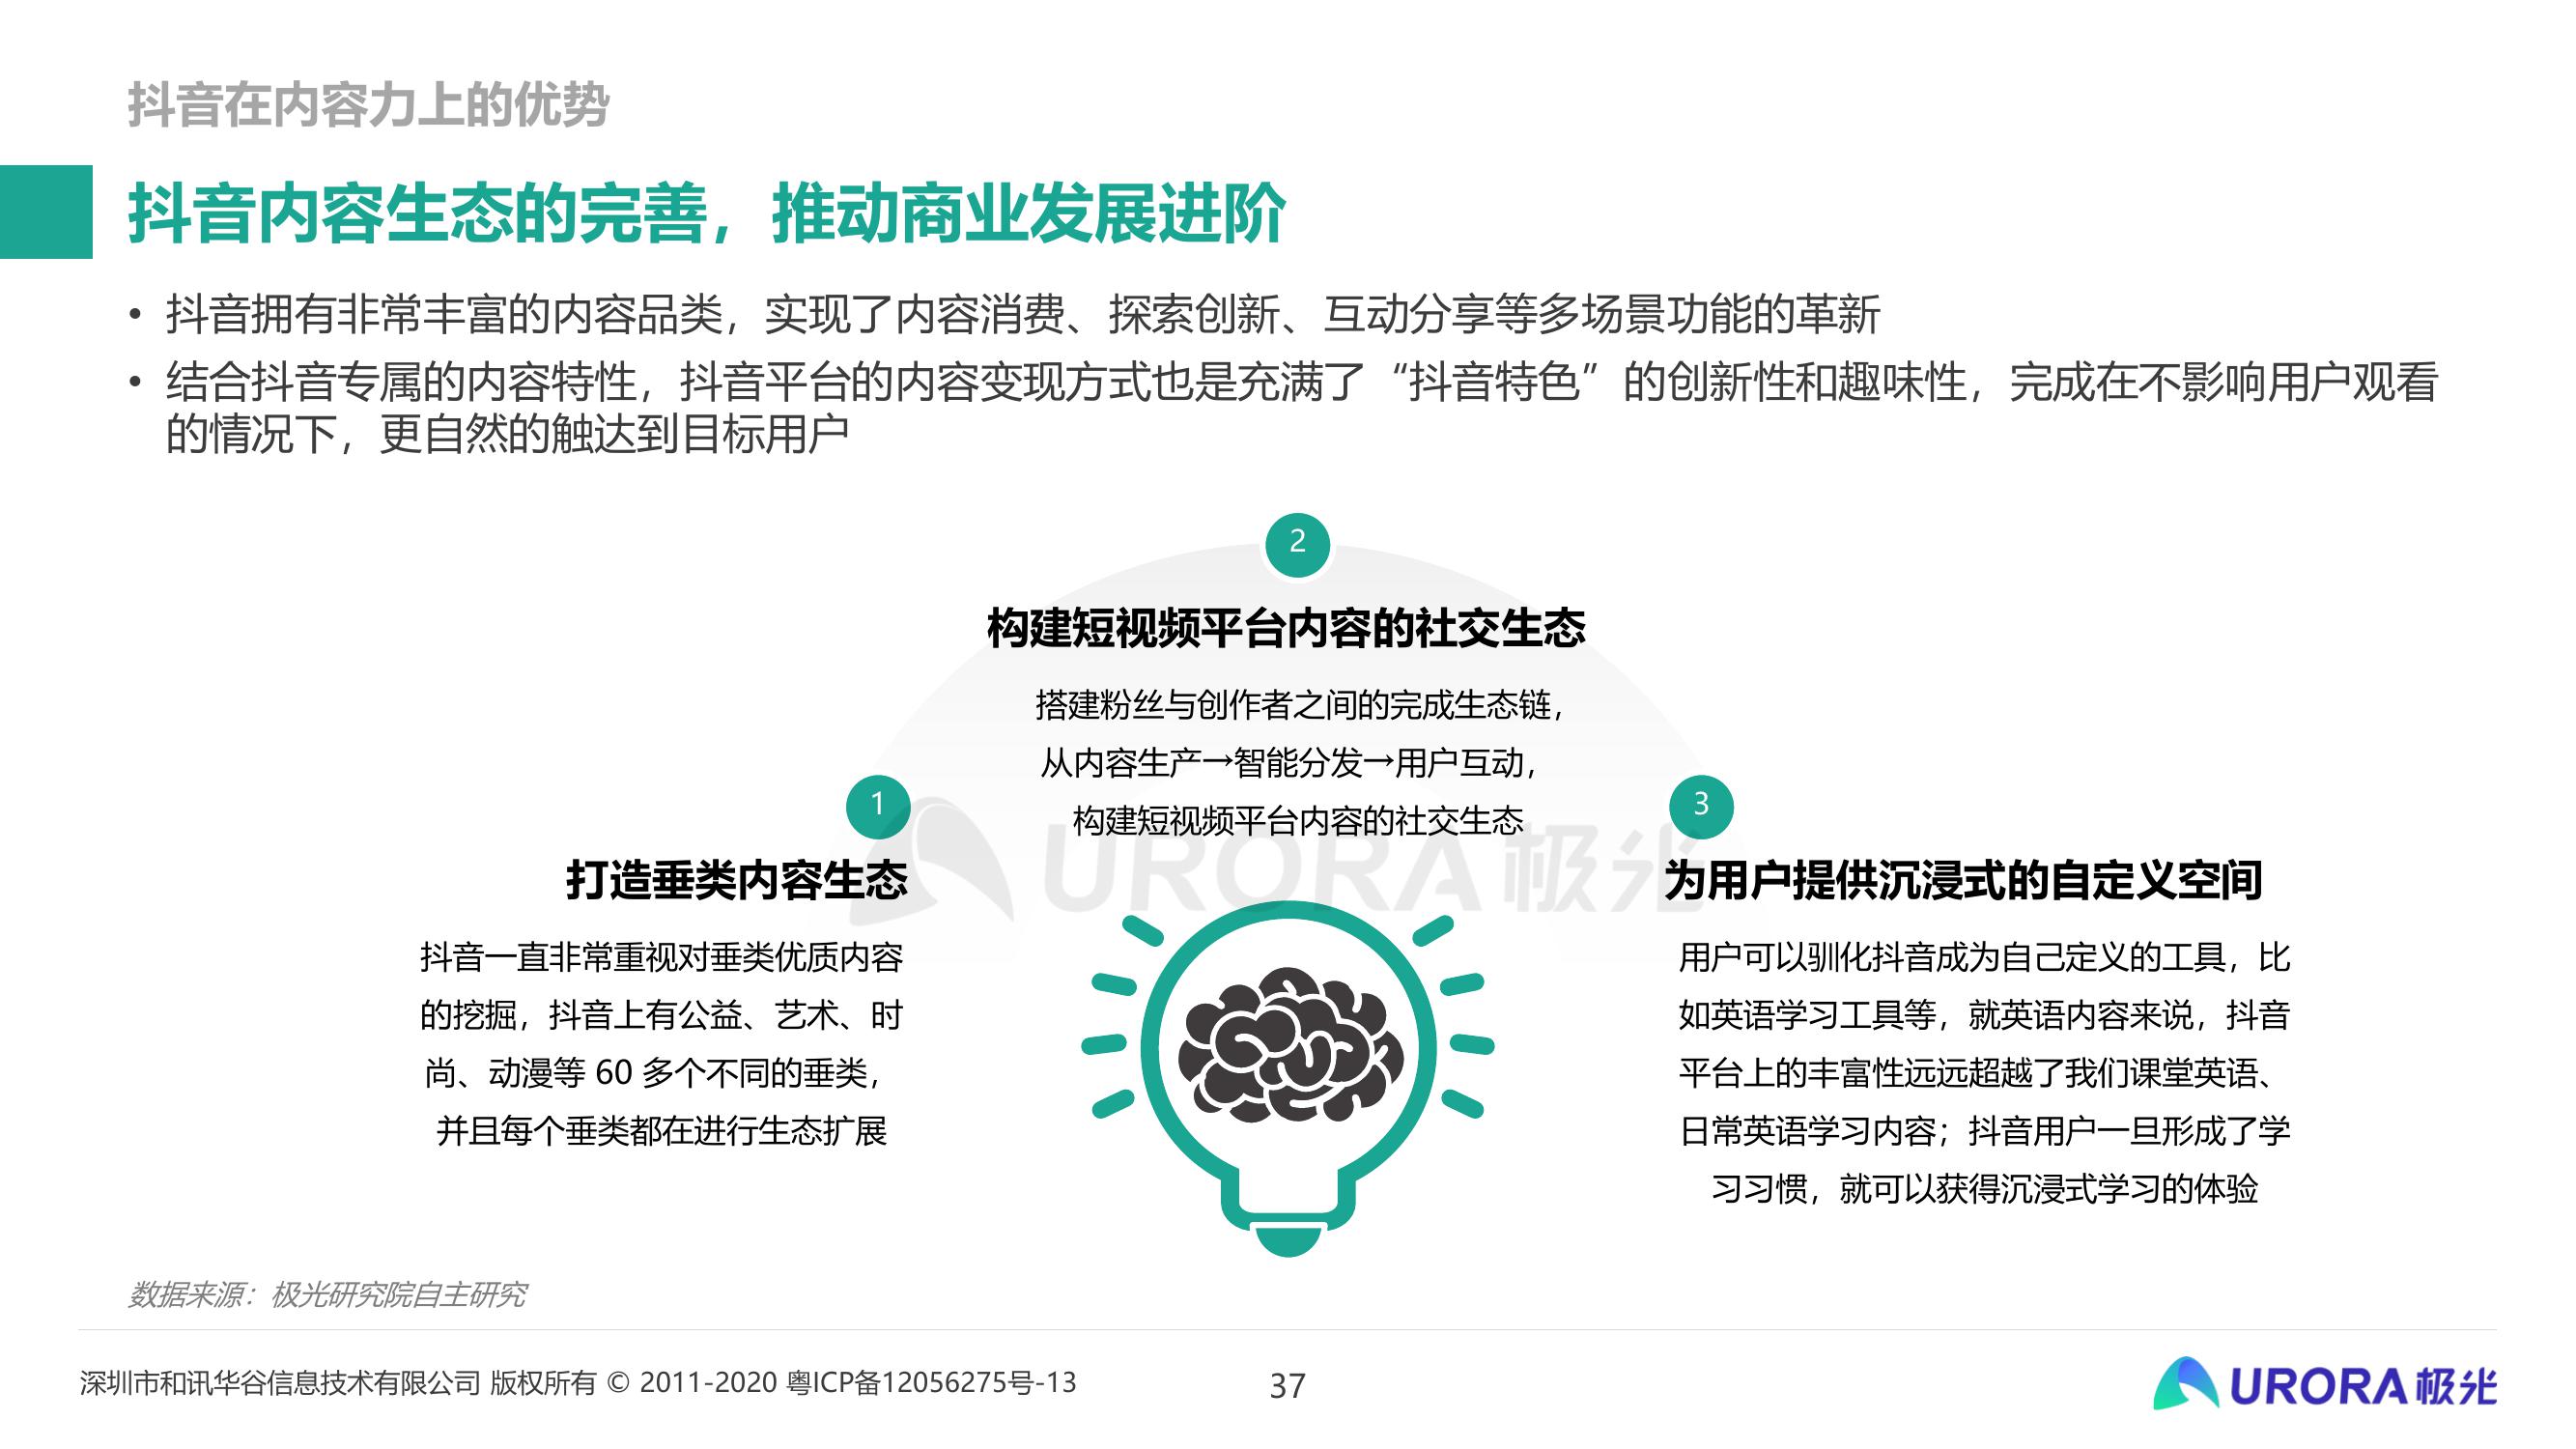 抖音在内容力上的优势
抖音内容生态的完善，推动商业发展进阶
• 抖音拥有非常丰富的内容品类，实现了内容消费、探索创新、互动分享等多场景功能的革新
• 结合抖音专属的内容特性，抖音平台的内容变现方式也是充满了“抖音特色”的创新性和趣味性，完成在不影响用户观看
的情况下，更自然的触达到目标用户
2
构建短视频平台内容的社交生态
搭建粉丝与创作者之间的完成生态链，
从内容生产→智能分发→用户互动，
构建短视频平台内容的社交生态
1
打造垂类内容生态
抖音一直非常重视对垂类优质内容
的挖掘，抖音上有公益、艺术、时
尚、动漫等 60 多个不同的垂类，
并且每个垂类都在进行生态扩展
3
为用户提供沉浸式的自定义空间
用户可以驯化抖音成为自己定义的工具，比
如英语学习工具等，就英语内容来说，抖音
平台上的丰富性远远超越了我们课堂英语、
日常英语学习内容；抖音用户一旦形成了学
习习惯，就可以获得沉浸式学习的体验
URORA 极光
数据来源：极光研究院自主研究
深圳市和讯华谷信息技术有限公司 版权所有 © 2011-2020 粤ICP备12056275号-13
37
URORA 极光